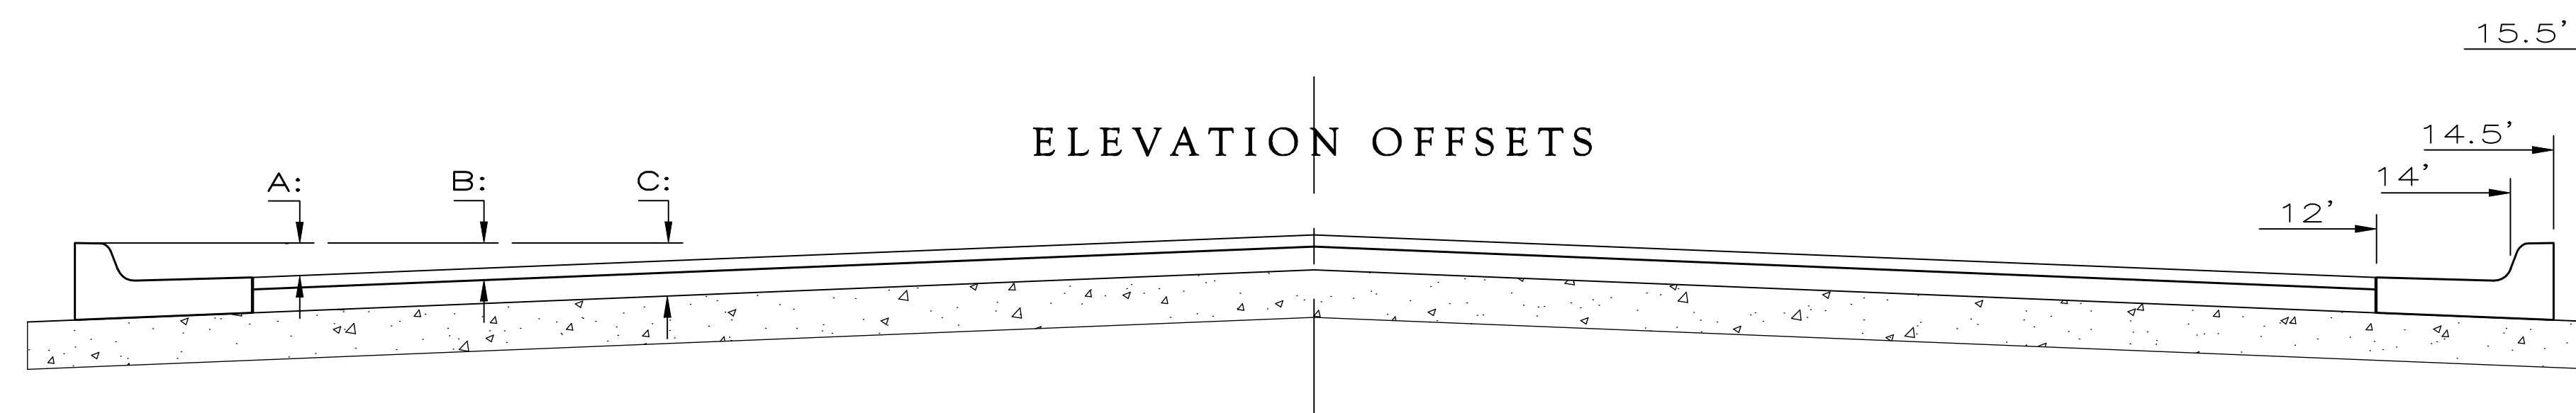 15.5’
ELEVATION OFFSETS
14.5’
14’
A:
B:
C:
12’